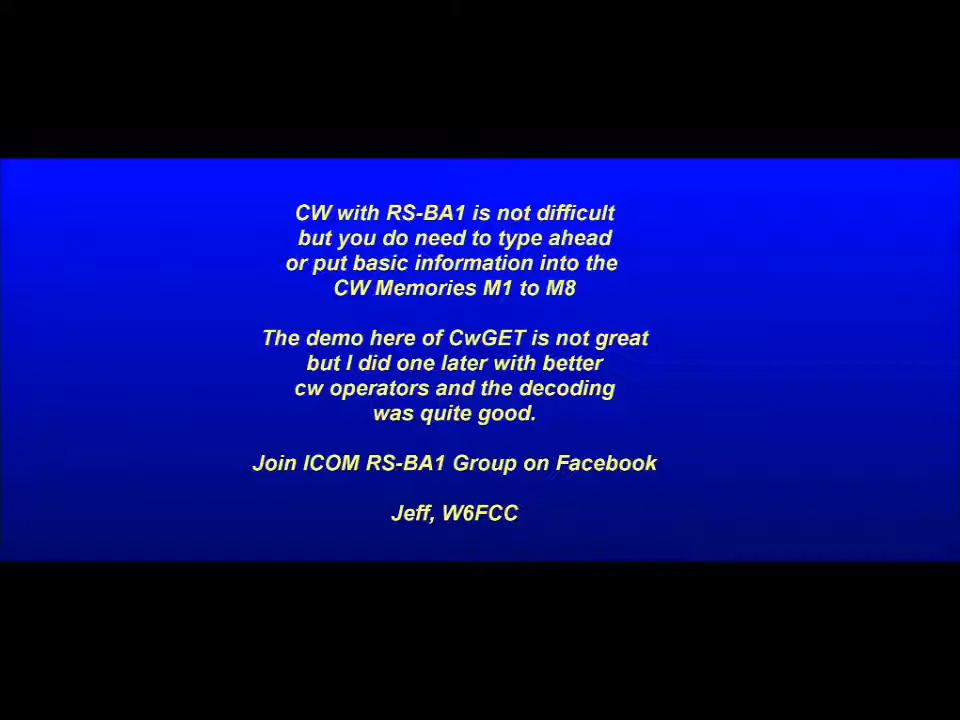 CW with RS-BA1 is not difficult
but you do need to type ahead
or put basic information into the
CW Memories M1 to M8
The demo here of CwGET is not great
but I did one later with better
cw operators and the decoding
was quite good.
Join ICOM RS-BA1 Group on Facebook
Jeff, W6FCC